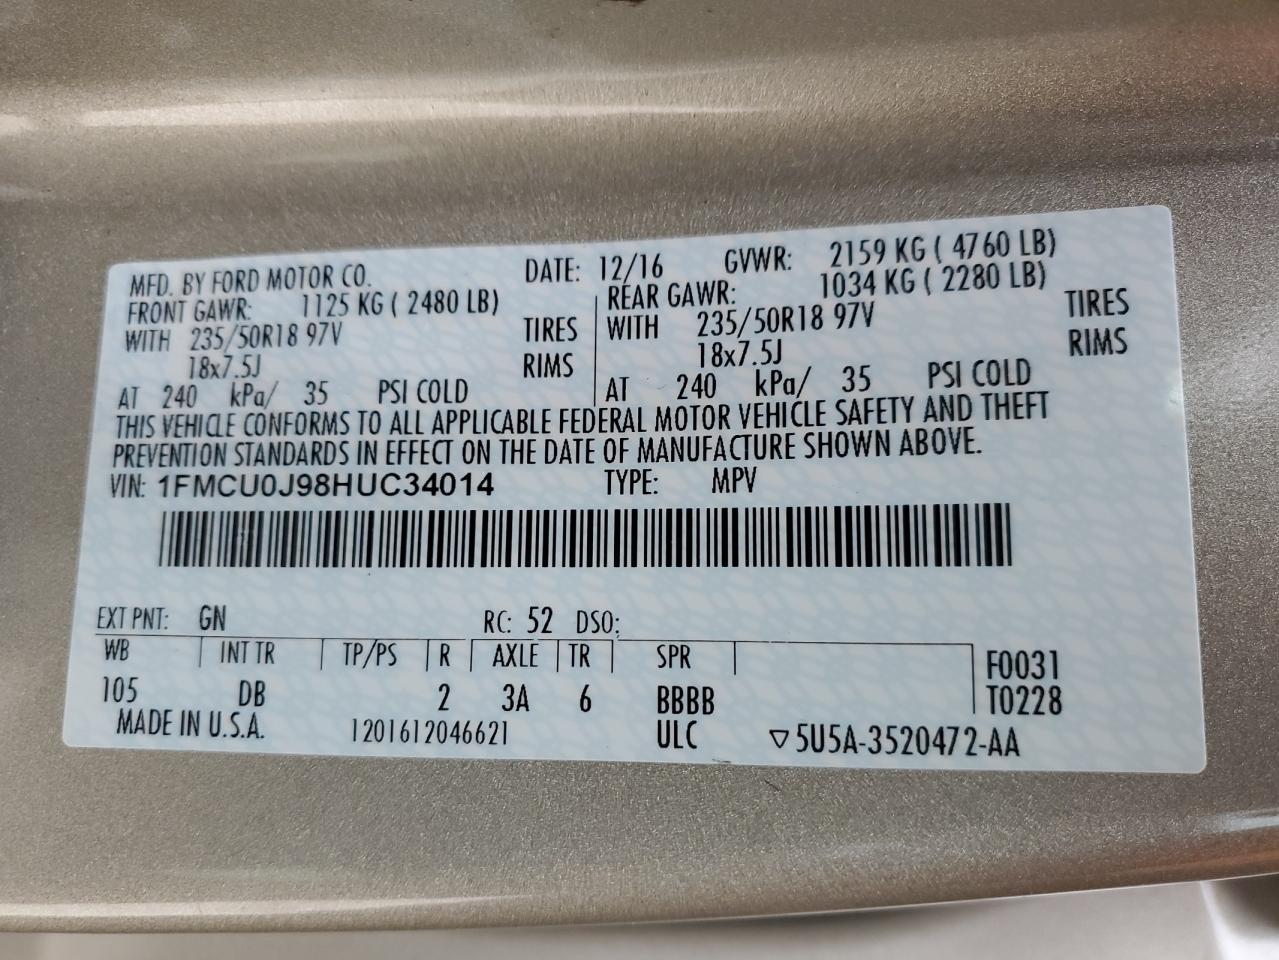 MFD. BY FORD MOTOR CO. DATE: 12/16 GVWR: 2159 KG ( 4760 LB)
FRONT GAWR: 1125 KG ( 2480 LB) REAR GAWR: 1034 KG ( 2280 LB)
WITH 235/50R18 97V TIRES WITH 235/50R18 97V TIRES
18x7.5J RIMS 18x7.5J RIMS
AT 240 kPa/ 35 PSI COLD AT 240 kPa/ 35 PSI COLD
THIS VEHICLE CONFORMS TO ALL APPLICABLE FEDERAL MOTOR VEHICLE SAFETY AND THEFT
PREVENTION STANDARDS IN EFFECT ON THE DATE OF MANUFACTURE SHOWN ABOVE.
VIN: 1FMCU0J98HUC34014 TYPE: MPV
EXT PNT: GN RC: 52 DSO:
WB INT TR TP/PS R AXLE TR SPR F0031
105 DB 2 3A 6 BBBB T0228
MADE IN U.S.A. 1201612046621 ULC ▽5U5A-3520472-AA